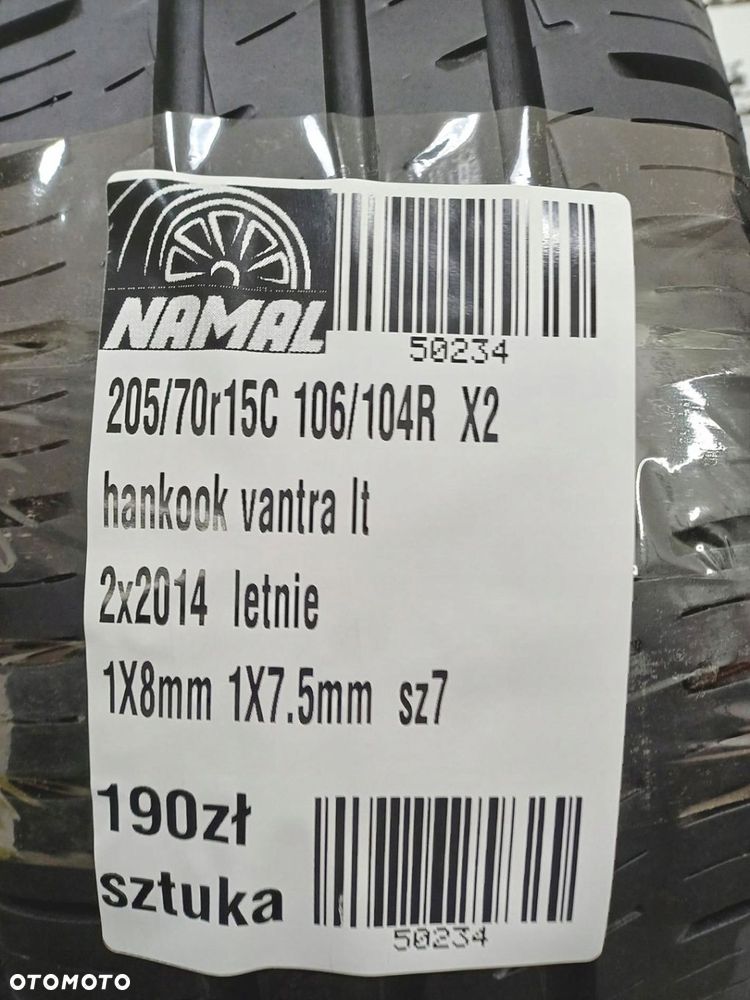 NAMAL
50234
205/70r15C 106/104R X2
hankook vantra lt
2x2014 letnie
1X8mm 1X7.5mm sz7
190zł
sztuka
50234
OTOMOTO